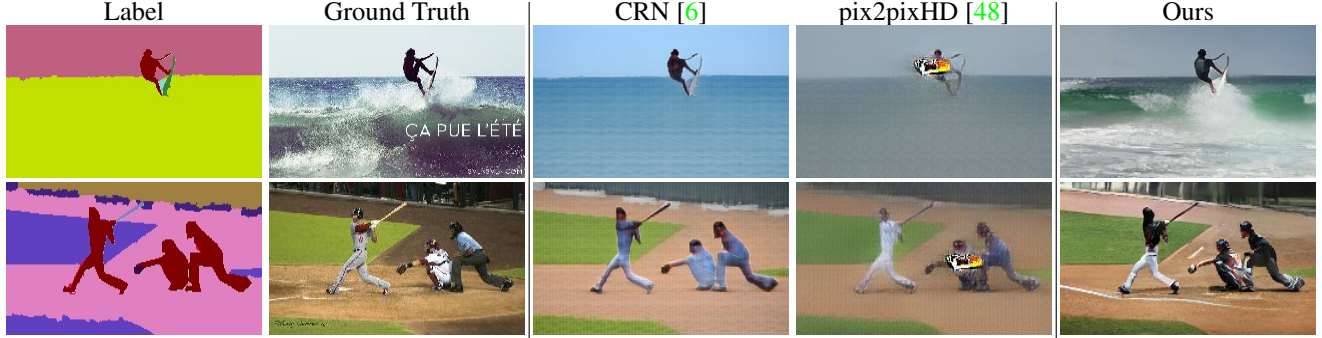 Label Ground Truth CRN [6] pix2pixHD [48] Ours
ÇA PUE L'ÉTÉ